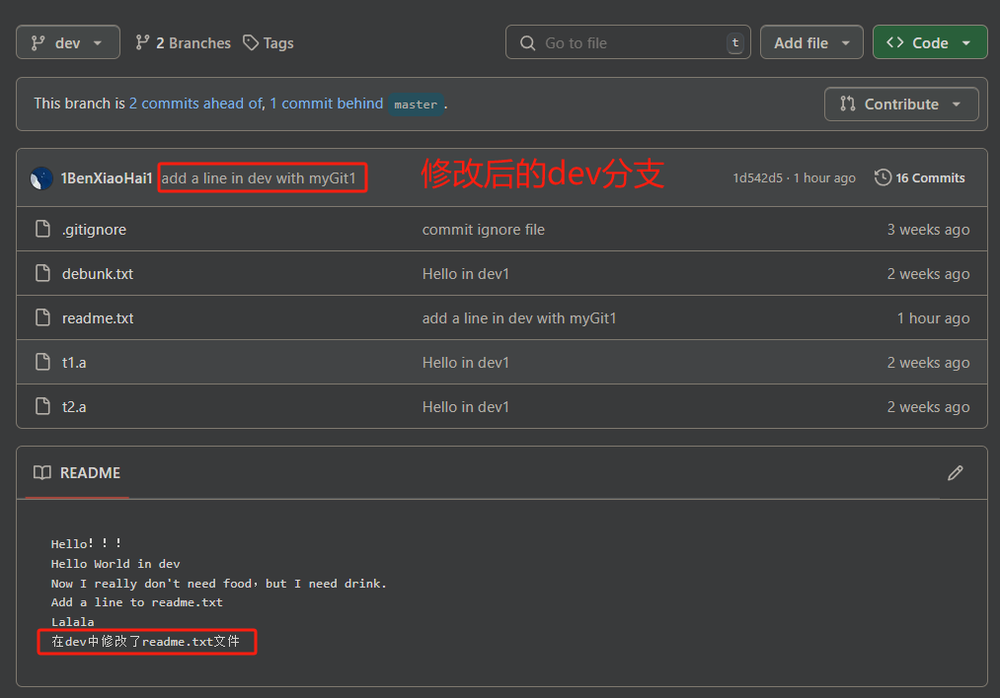 dev 2 Branches Tags Go to file t Add file Code
This branch is 2 commits ahead of, 1 commit behind master .
Contribute
1BenXiaoHai1 add a line in dev with myGit1 修改后的dev分支 1d542d5 · 1 hour ago 16 Commits
.gitignore commit ignore file 3 weeks ago
debunk.txt Hello in dev1 2 weeks ago
readme.txt add a line in dev with myGit1 1 hour ago
t1.a Hello in dev1 2 weeks ago
t2.a Hello in dev1 2 weeks ago
README
Hello！！！
Hello World in dev
Now I really don't need food，but I need drink.
Add a line to readme.txt
Lalala
在dev中修改了readme.txt文件